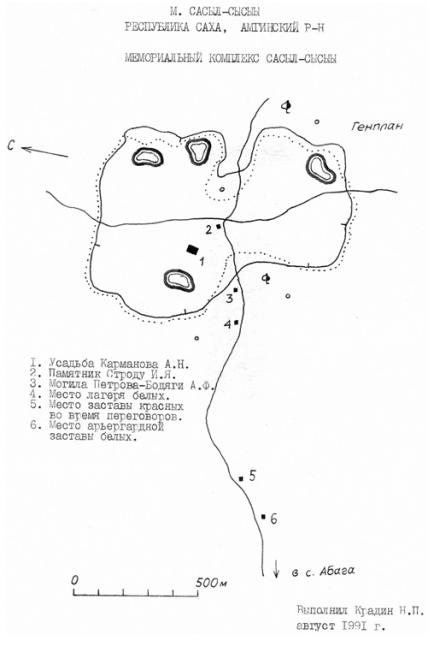 М. САСЫЛ-СЫСЫЫ
РЕСПУБЛИКА САХА, АМГИНСКИЙ Р-Н
МЕМОРИАЛЬНЫЙ КОМПЛЕКС САСЫЛ-СЫСЫЫ
Генплан
С
2
1
3
4
1. Усадьба Карманова А.Н.
2. Памятник Строду И.Я.
3. Могила Петрова-Бодяги А.Ф.
4. Место лагеря белых.
5. Место заставы красных
во время переговоров.
6. Место арьергардной
заставы белых.
5
6
в с. Абага
0 500 м
Выполнил Крадин Н.П.
август 1991 г.